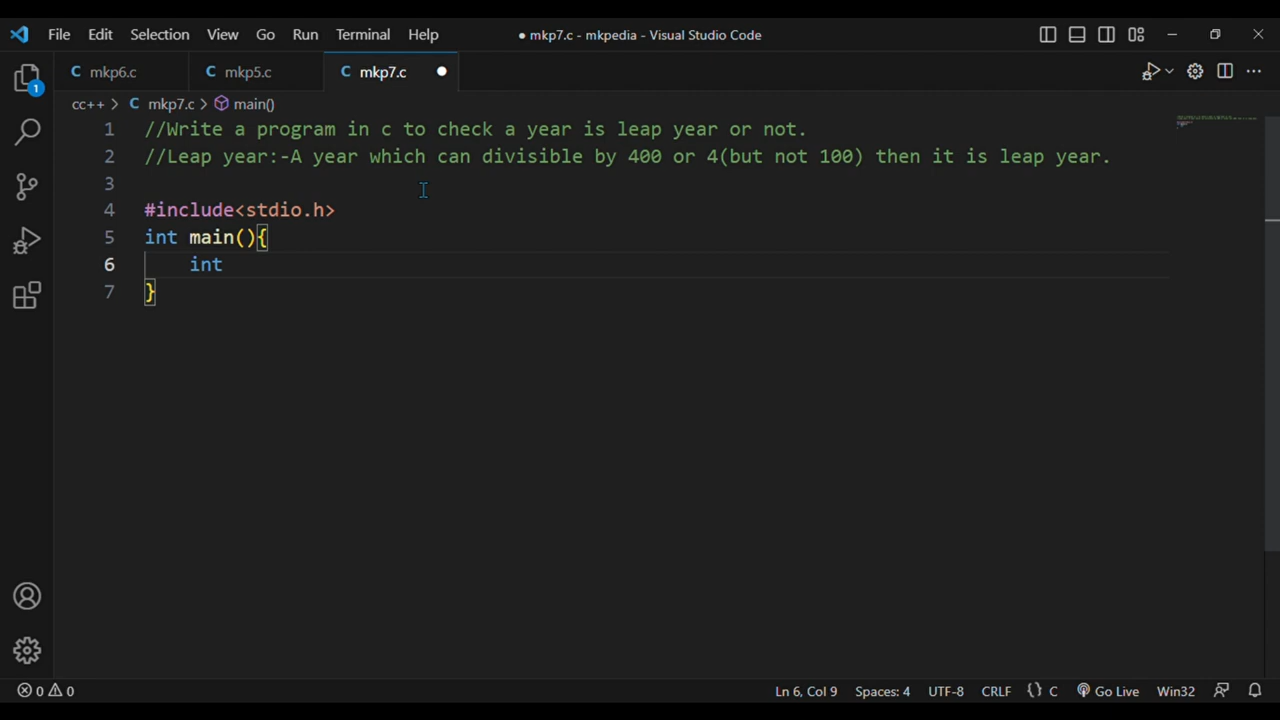 File Edit Selection View Go Run Terminal Help ● mkp7.c - mkpedia - Visual Studio Code
C mkp6.c C mkp5.c C mkp7.c ●
1
cc++ > C mkp7.c > main()
1 //Write a program in c to check a year is leap year or not.
2 //Leap year:-A year which can divisible by 400 or 4(but not 100) then it is leap year.
3
4 #include<stdio.h>
5 int main(){
6 int
7 }
0 0 Ln 6, Col 9 Spaces: 4 UTF-8 CRLF {} C Go Live Win32